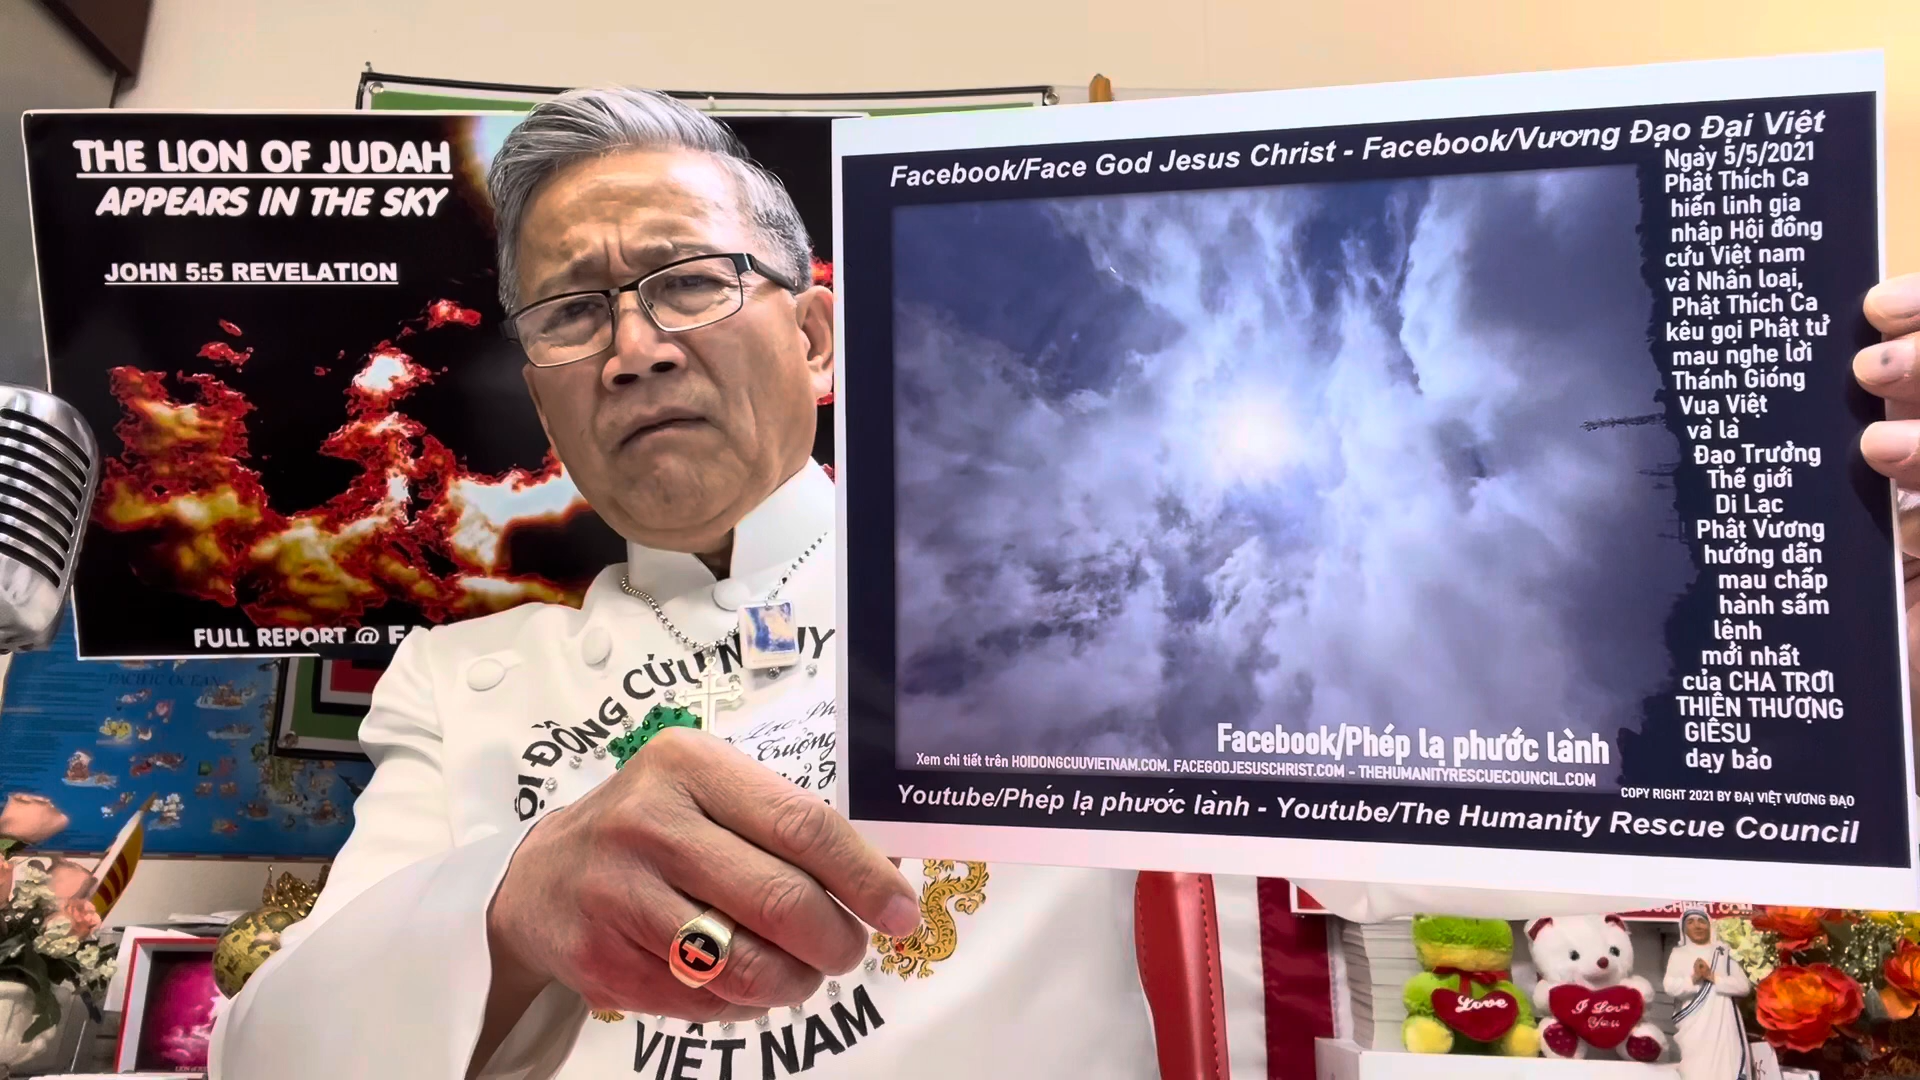 THE LION OF JUDAH
APPEARS IN THE SKY
JOHN 5:5 REVELATION
FULL REPORT @
PACIFIC OCEAN
ĐỒNG CỨU
VIỆT NAM
Facebook/Face God Jesus Christ - Facebook/Vương Đạo Đại Việt
Ngày 5/5/2021
Phật Thích Ca
hiển linh gia
nhập Hội đồng
cứu Việt nam
và Nhân loại,
Phật Thích Ca
kêu gọi Phật tử
mau nghe lời
Thánh Gióng
Vua Việt
và là
Đạo Trưởng
Thế giới
Di Lạc
Phật Vương
hướng dẫn
mau chấp
hành sấm
lệnh
mới nhất
của CHA TRỜI
THIÊN THƯỢNG
GIÊSU
dạy bảo
Facebook/Phép lạ phước lành
Xem chi tiết trên HOIDONGCUUVIETNAM.COM. FACEGODJESUSCHRIST.COM - THEHUMANITYRESCUECOUNCIL.COM
COPY RIGHT 2021 BY ĐẠI VIỆT VƯƠNG ĐẠO
Youtube/Phép lạ phước lành - Youtube/The Humanity Rescue Council
Love
I Love
You